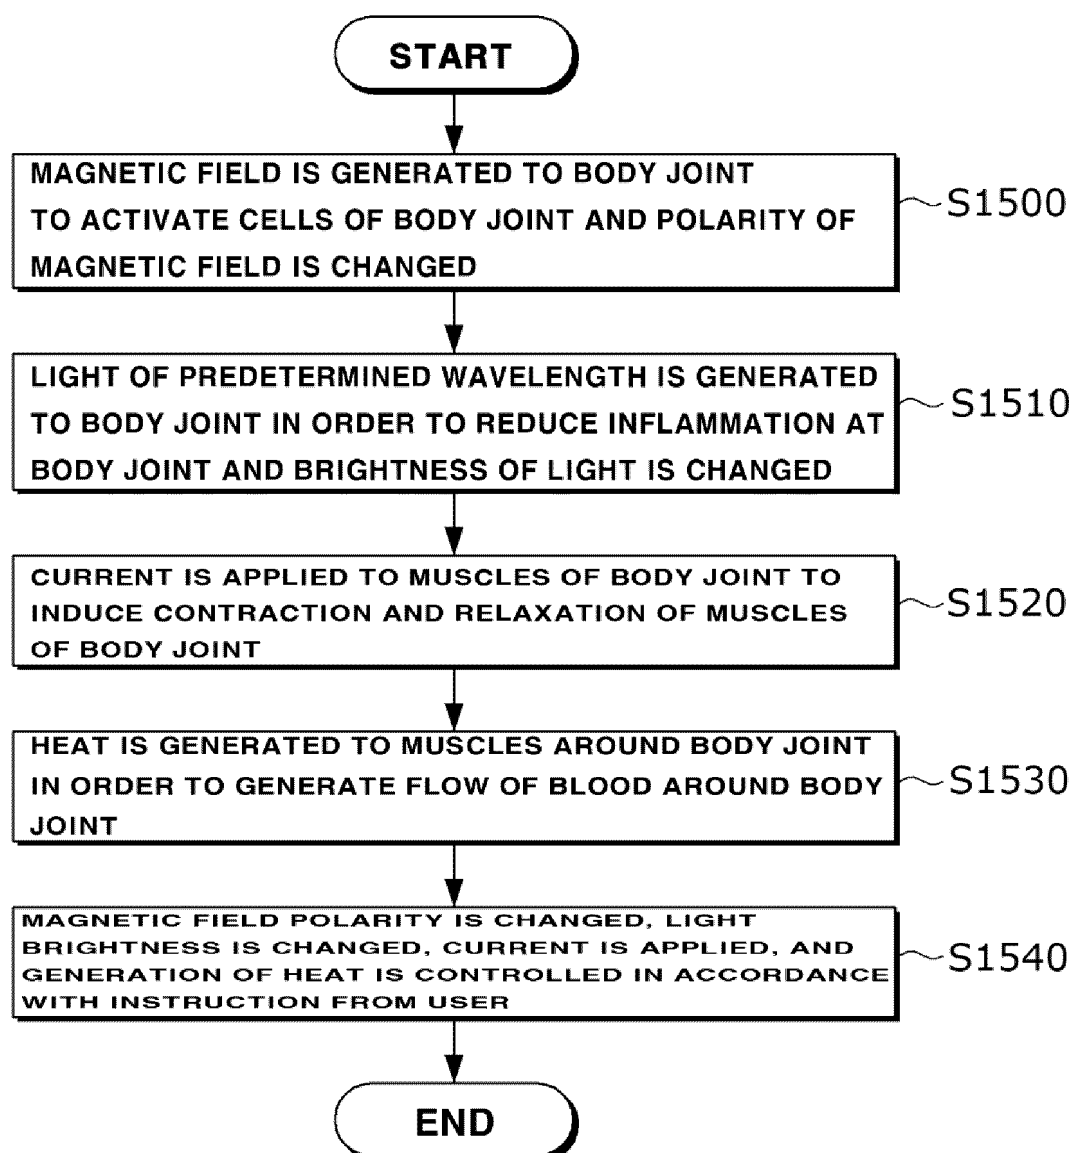 START
MAGNETIC FIELD IS GENERATED TO BODY JOINT
TO ACTIVATE CELLS OF BODY JOINT AND POLARITY OF
MAGNETIC FIELD IS CHANGED
S1500
LIGHT OF PREDETERMINED WAVELENGTH IS GENERATED
TO BODY JOINT IN ORDER TO REDUCE INFLAMMATION AT
BODY JOINT AND BRIGHTNESS OF LIGHT IS CHANGED
S1510
CURRENT IS APPLIED TO MUSCLES OF BODY JOINT TO
INDUCE CONTRACTION AND RELAXATION OF MUSCLES
OF BODY JOINT
S1520
HEAT IS GENERATED TO MUSCLES AROUND BODY JOINT
IN ORDER TO GENERATE FLOW OF BLOOD AROUND BODY
JOINT
S1530
MAGNETIC FIELD POLARITY IS CHANGED, LIGHT
BRIGHTNESS IS CHANGED, CURRENT IS APPLIED, AND
GENERATION OF HEAT IS CONTROLLED IN ACCORDANCE
WITH INSTRUCTION FROM USER
S1540
END